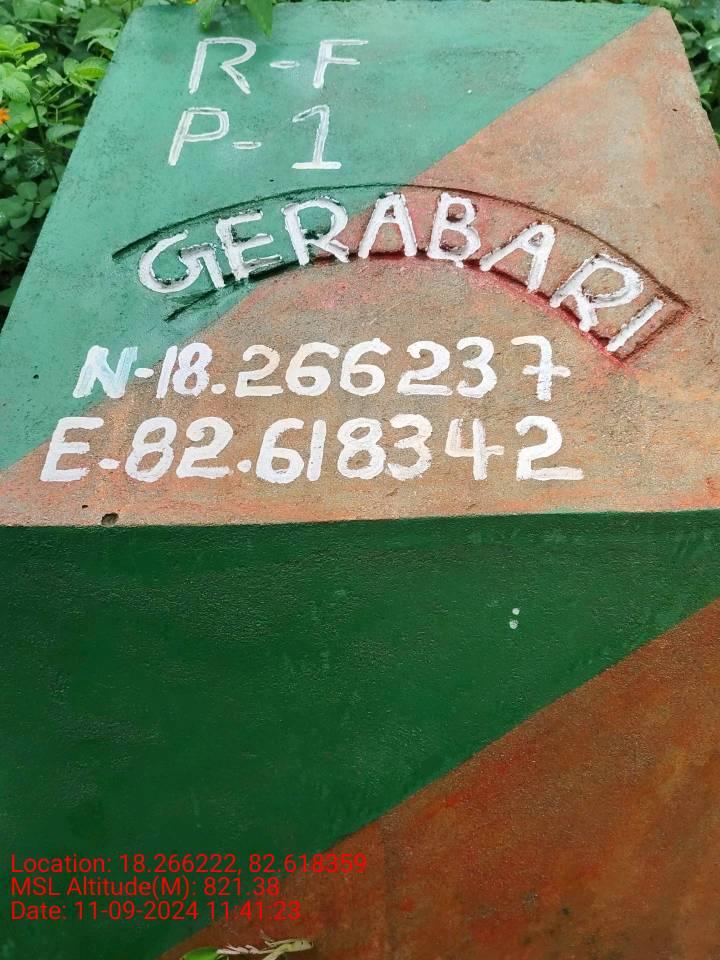 R-F
P-1
GERABARI
N-18.266237
E-82.618342
Location: 18.266222, 82.618359
MSL Altitude(M): 821.38
Date: 11-09-2024 11:41:23